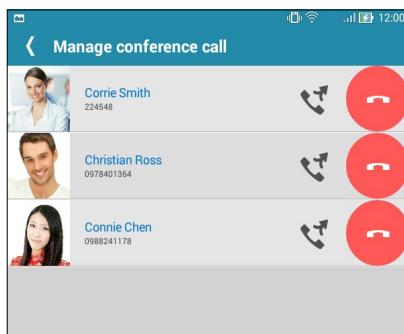 12:00
Manage conference call
Corrie Smith
224548
Christian Ross
0978401364
Connie Chen
0988241178